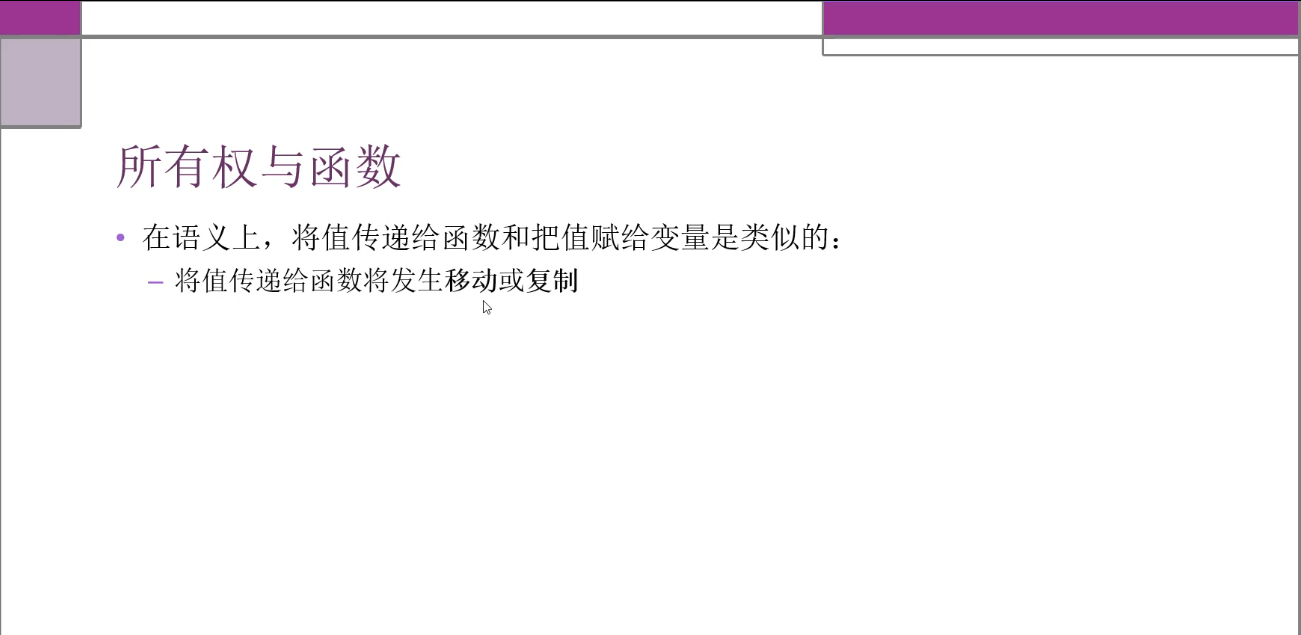 所有权与函数
• 在语义上，将值传递给函数和把值赋给变量是类似的：
– 将值传递给函数将发生移动或复制